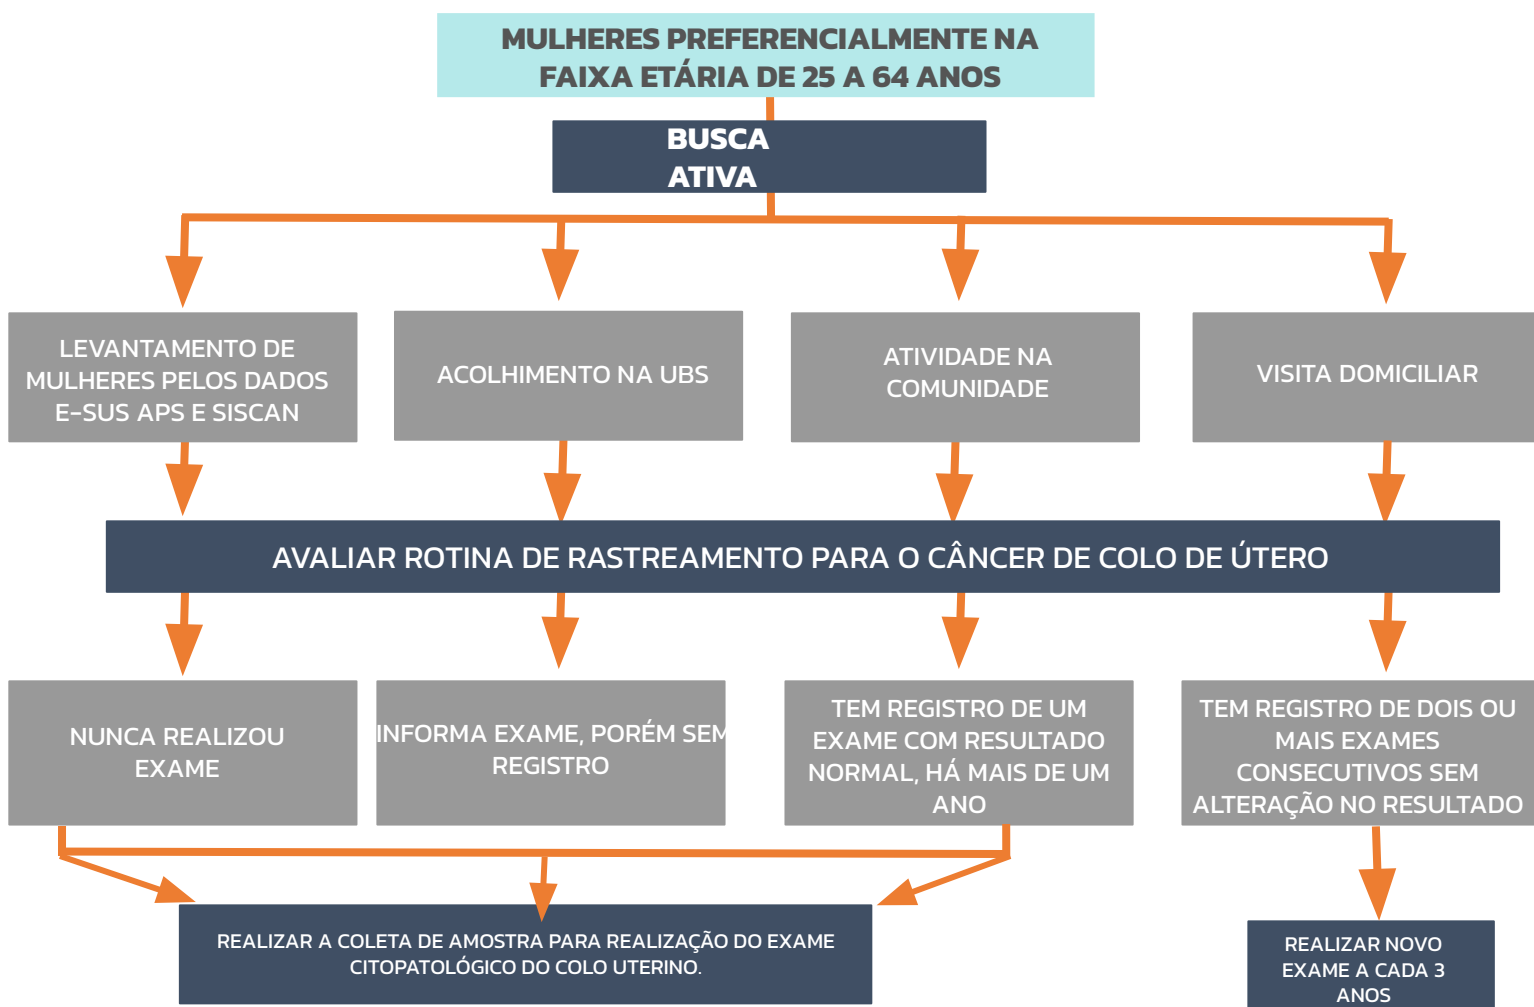 MULHERES PREFERENCIALMENTE NA
FAIXA ETÁRIA DE 25 A 64 ANOS
BUSCA
ATIVA
LEVANTAMENTO DE
MULHERES PELOS DADOS
E-SUS APS E SISCAN
ACOLHIMENTO NA UBS
ATIVIDADE NA
COMUNIDADE
VISITA DOMICILIAR
AVALIAR ROTINA DE RASTREAMENTO PARA O CÂNCER DE COLO DE ÚTERO
NUNCA REALIZOU
EXAME
INFORMA EXAME, PORÉM SEM
REGISTRO
TEM REGISTRO DE UM
EXAME COM RESULTADO
NORMAL, HÁ MAIS DE UM
ANO
TEM REGISTRO DE DOIS OU
MAIS EXAMES
CONSECUTIVOS SEM
ALTERAÇÃO NO RESULTADO
REALIZAR A COLETA DE AMOSTRA PARA REALIZAÇÃO DO EXAME
CITOPATOLÓGICO DO COLO UTERINO.
REALIZAR NOVO
EXAME A CADA 3
ANOS